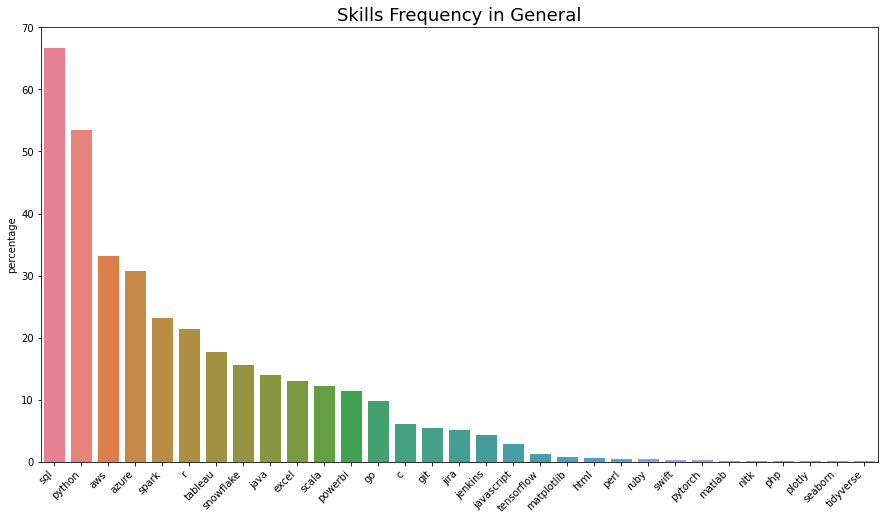 Skills Frequency in General
percentage
70
60
50
40
30
20
10
0
sql
python
aws
azure
spark
r
tableau
snowflake
java
excel
scala
powerbi
go
c
git
jira
jenkins
javascript
tensorflow
matplotlib
html
perl
ruby
swift
pytorch
matlab
nltk
php
plotly
seaborn
tidyverse